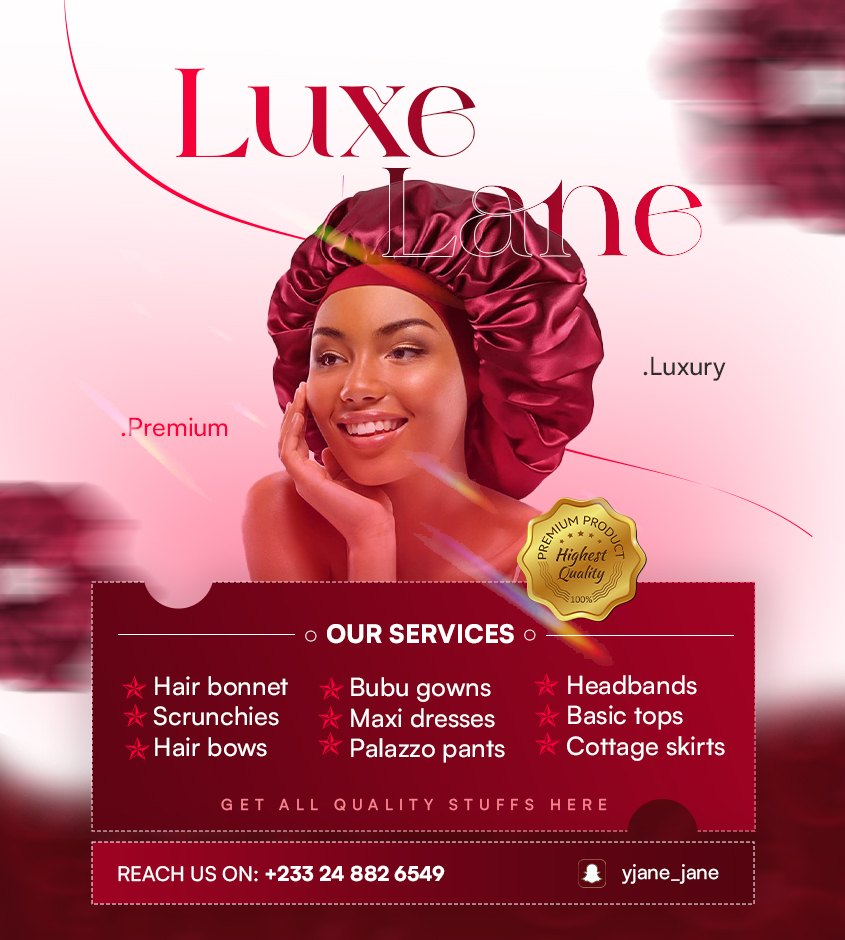 Luxe
Lane
.Luxury
.Premium
PREMIUM PRODUCT
Highest
Quality
100%
OUR SERVICES
Hair bonnet
Scrunchies
Hair bows
Bubu gowns
Maxi dresses
Palazzo pants
Headbands
Basic tops
Cottage skirts
GET ALL QUALITY STUFFS HERE
REACH US ON: +233 24 882 6549
yjane_jane